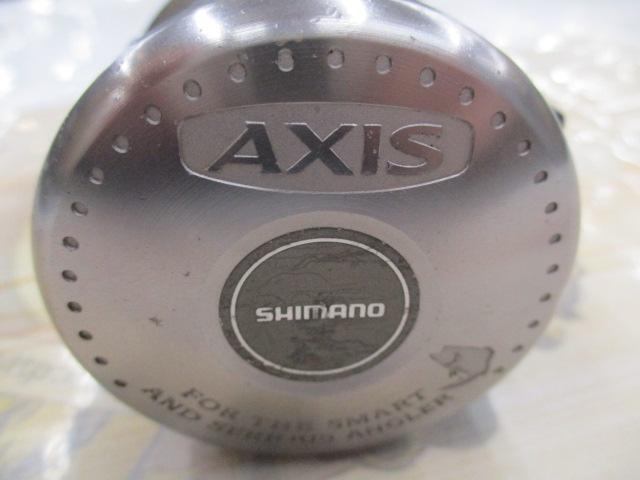 AXIS
SHIMANO
FOR THE SMART
AND SERIOUS ANGLER